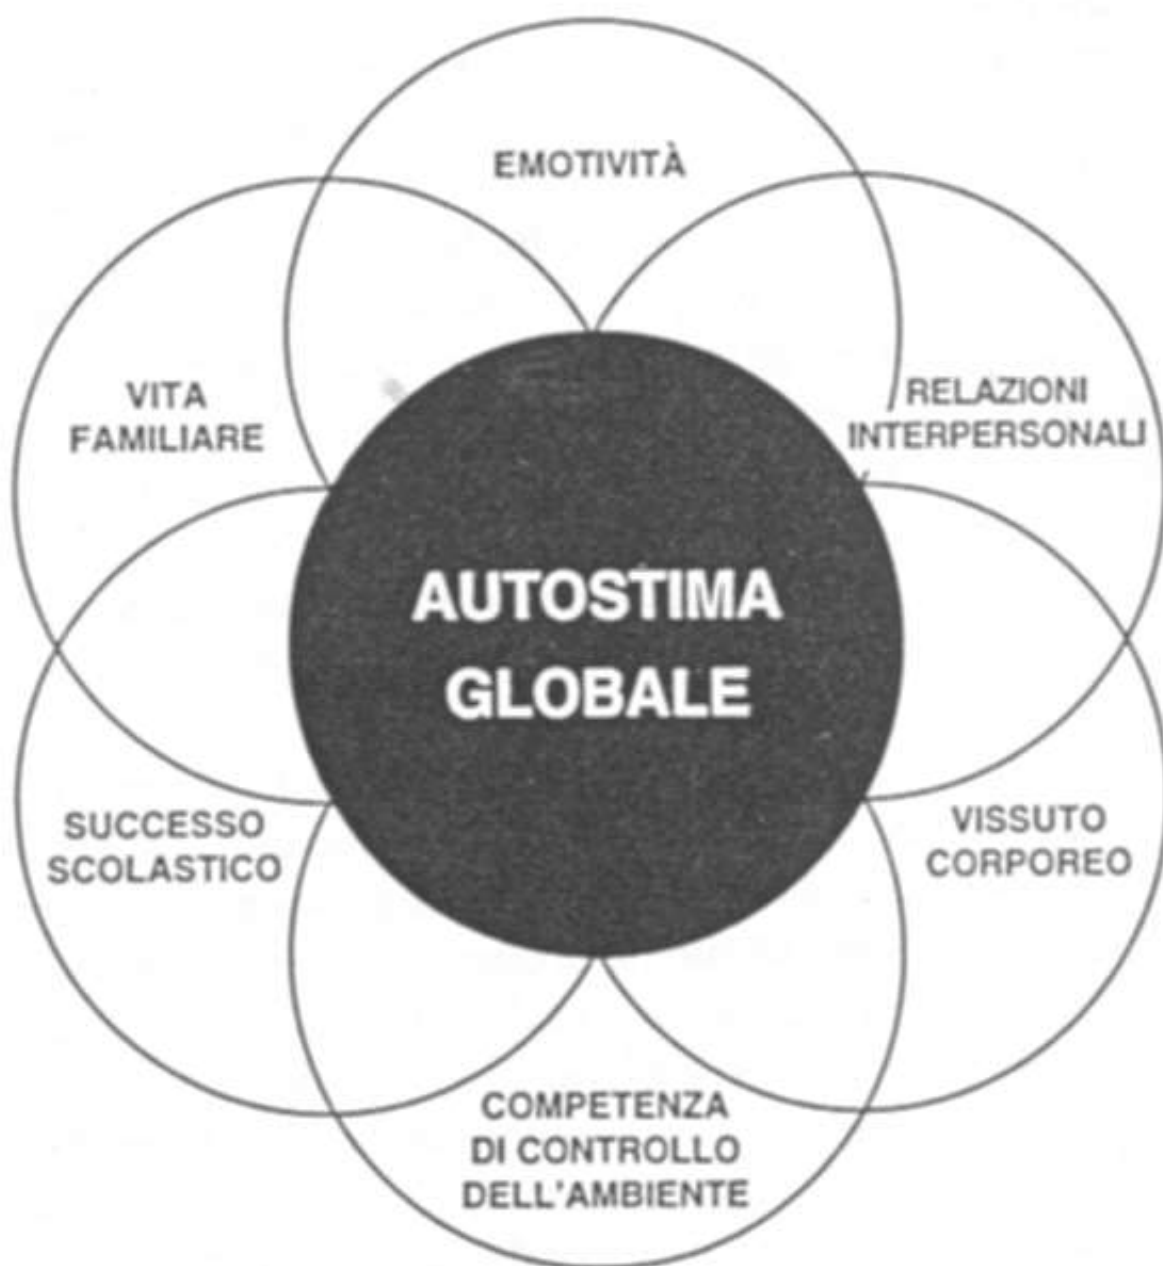 EMOTIVITÀ
VITA
FAMILIARE
RELAZIONI
INTERPERSONALI
AUTOSTIMA
GLOBALE
SUCCESSO
SCOLASTICO
VISSUTO
CORPOREO
COMPETENZA
DI CONTROLLO
DELL'AMBIENTE